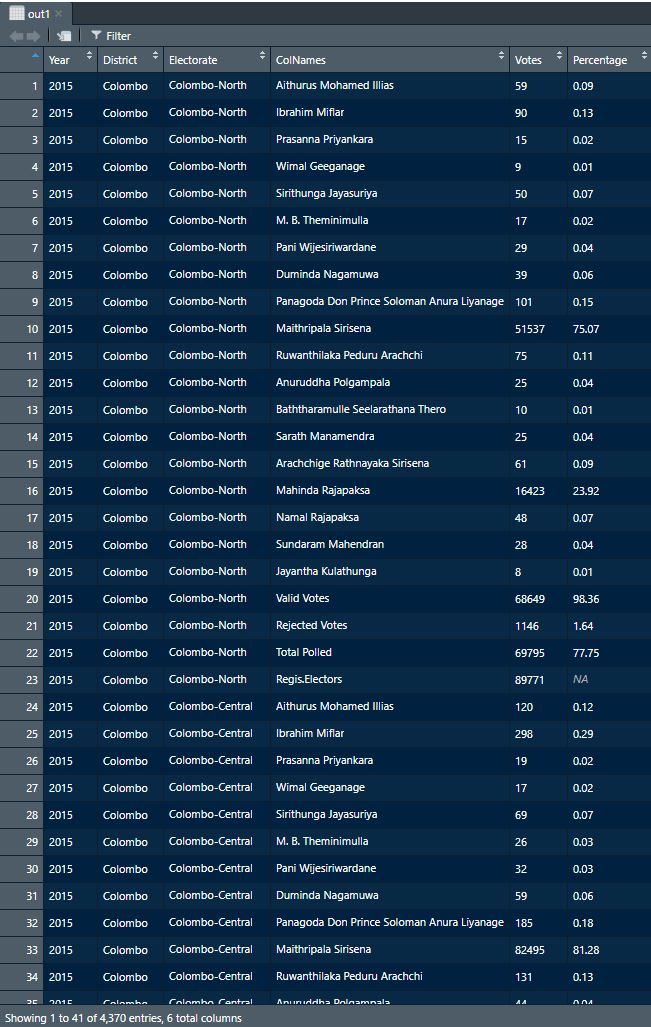 out1
Filter
Year District Electorate ColNames Votes Percentage
1 2015 Colombo Colombo-North Aithurus Mohamed Illias 59 0.09
2 2015 Colombo Colombo-North Ibrahim Miflar 90 0.13
3 2015 Colombo Colombo-North Prasanna Priyankara 15 0.02
4 2015 Colombo Colombo-North Wimal Geeganage 9 0.01
5 2015 Colombo Colombo-North Sirithunga Jayasuriya 50 0.07
6 2015 Colombo Colombo-North M. B. Theminimulla 17 0.02
7 2015 Colombo Colombo-North Pani Wijesiriwardane 29 0.04
8 2015 Colombo Colombo-North Duminda Nagamuwa 39 0.06
9 2015 Colombo Colombo-North Panagoda Don Prince Soloman Anura Liyanage 101 0.15
10 2015 Colombo Colombo-North Maithripala Sirisena 51537 75.07
11 2015 Colombo Colombo-North Ruwanthilaka Peduru Arachchi 75 0.11
12 2015 Colombo Colombo-North Anuruddha Polgampala 25 0.04
13 2015 Colombo Colombo-North Baththaramulle Seelarathana Thero 10 0.01
14 2015 Colombo Colombo-North Sarath Manamendra 25 0.04
15 2015 Colombo Colombo-North Arachchige Rathnayaka Sirisena 61 0.09
16 2015 Colombo Colombo-North Mahinda Rajapaksa 16423 23.92
17 2015 Colombo Colombo-North Namal Rajapaksa 48 0.07
18 2015 Colombo Colombo-North Sundaram Mahendran 28 0.04
19 2015 Colombo Colombo-North Jayantha Kulathunga 8 0.01
20 2015 Colombo Colombo-North Valid Votes 68649 98.36
21 2015 Colombo Colombo-North Rejected Votes 1146 1.64
22 2015 Colombo Colombo-North Total Polled 69795 77.75
23 2015 Colombo Colombo-North Regis.Electors 89771 NA
24 2015 Colombo Colombo-Central Aithurus Mohamed Illias 120 0.12
25 2015 Colombo Colombo-Central Ibrahim Miflar 298 0.29
26 2015 Colombo Colombo-Central Prasanna Priyankara 19 0.02
27 2015 Colombo Colombo-Central Wimal Geeganage 17 0.02
28 2015 Colombo Colombo-Central Sirithunga Jayasuriya 69 0.07
29 2015 Colombo Colombo-Central M. B. Theminimulla 26 0.03
30 2015 Colombo Colombo-Central Pani Wijesiriwardane 32 0.03
31 2015 Colombo Colombo-Central Duminda Nagamuwa 59 0.06
32 2015 Colombo Colombo-Central Panagoda Don Prince Soloman Anura Liyanage 185 0.18
33 2015 Colombo Colombo-Central Maithripala Sirisena 82495 81.28
34 2015 Colombo Colombo-Central Ruwanthilaka Peduru Arachchi 131 0.13
35 2015 Colombo Colombo-Central Anuruddha Polgampala 44 0.04
Showing 1 to 41 of 4,370 entries, 6 total columns